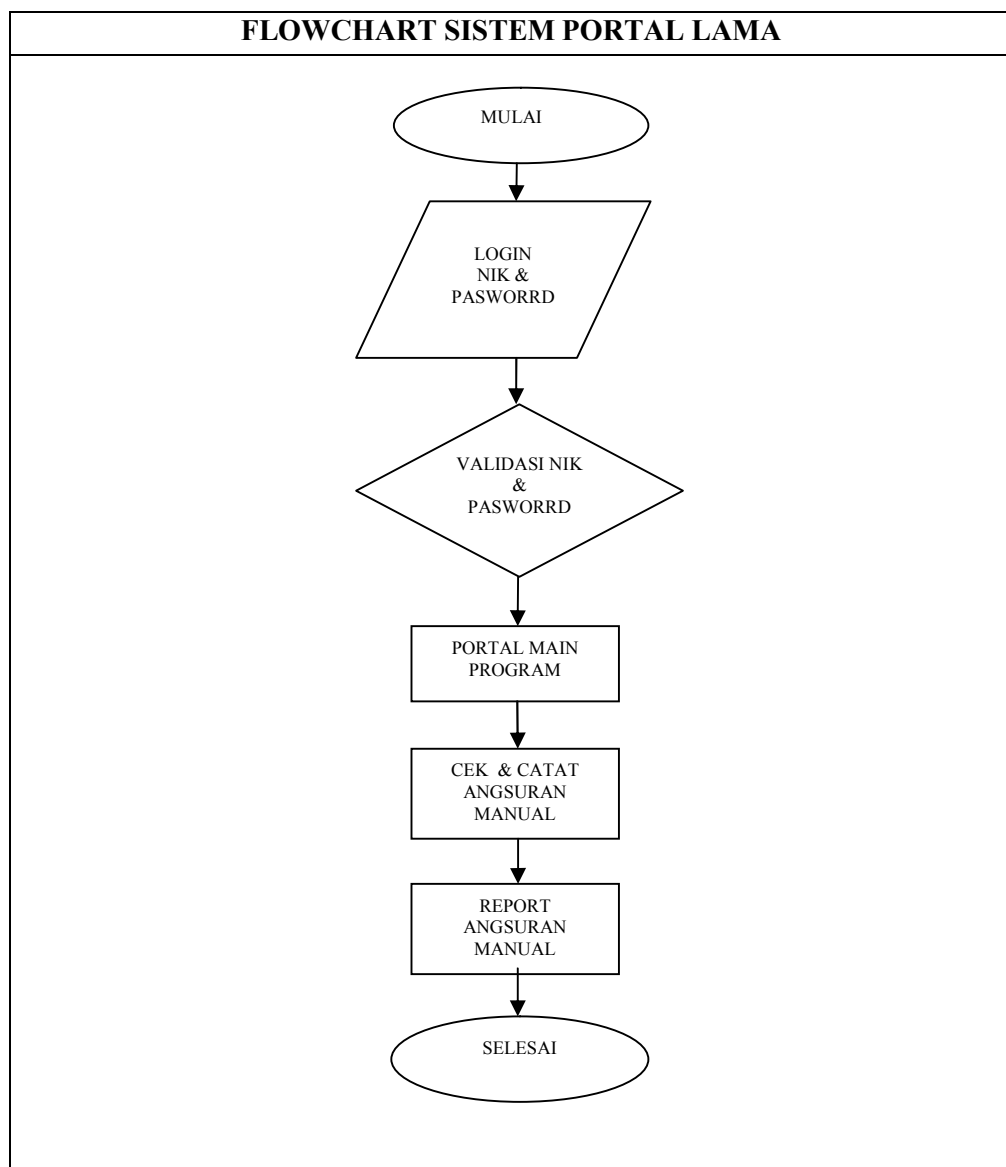 FLOWCHART SISTEM PORTAL LAMA
MULAI
LOGIN
NIK &
PASWORRD
VALIDASI NIK
&
PASWORRD
PORTAL MAIN
PROGRAM
CEK & CATAT
ANGSURAN
MANUAL
REPORT
ANGSURAN
MANUAL
SELESAI